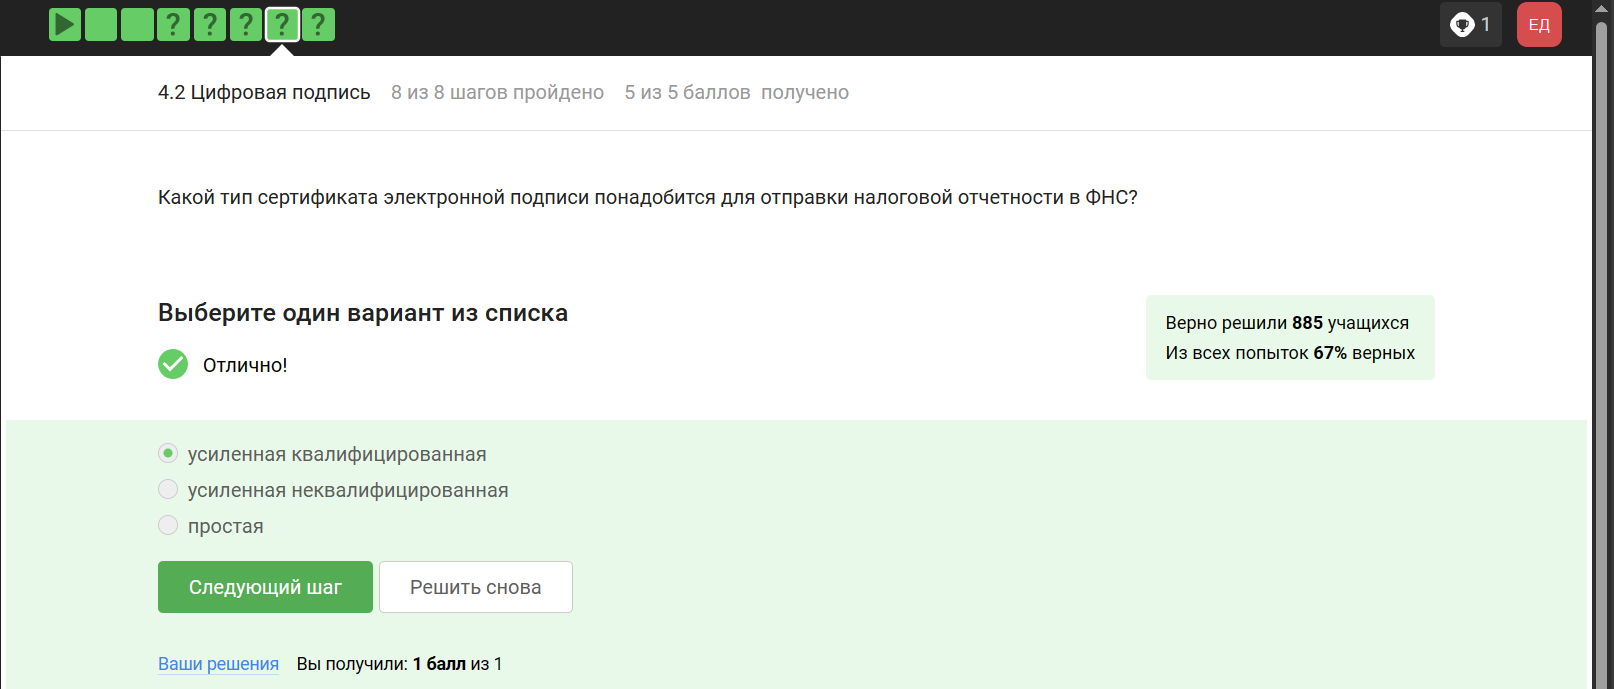 ? ? ? ? ?
1
ЕД
4.2 Цифровая подпись 8 из 8 шагов пройдено 5 из 5 баллов получено
Какой тип сертификата электронной подписи понадобится для отправки налоговой отчетности в ФНС?
Выберите один вариант из списка
Верно решили 885 учащихся
Из всех попыток 67% верных
Отлично!
усиленная квалифицированная
усиленная неквалифицированная
простая
Следующий шаг Решить снова
Ваши решения Вы получили: 1 балл из 1